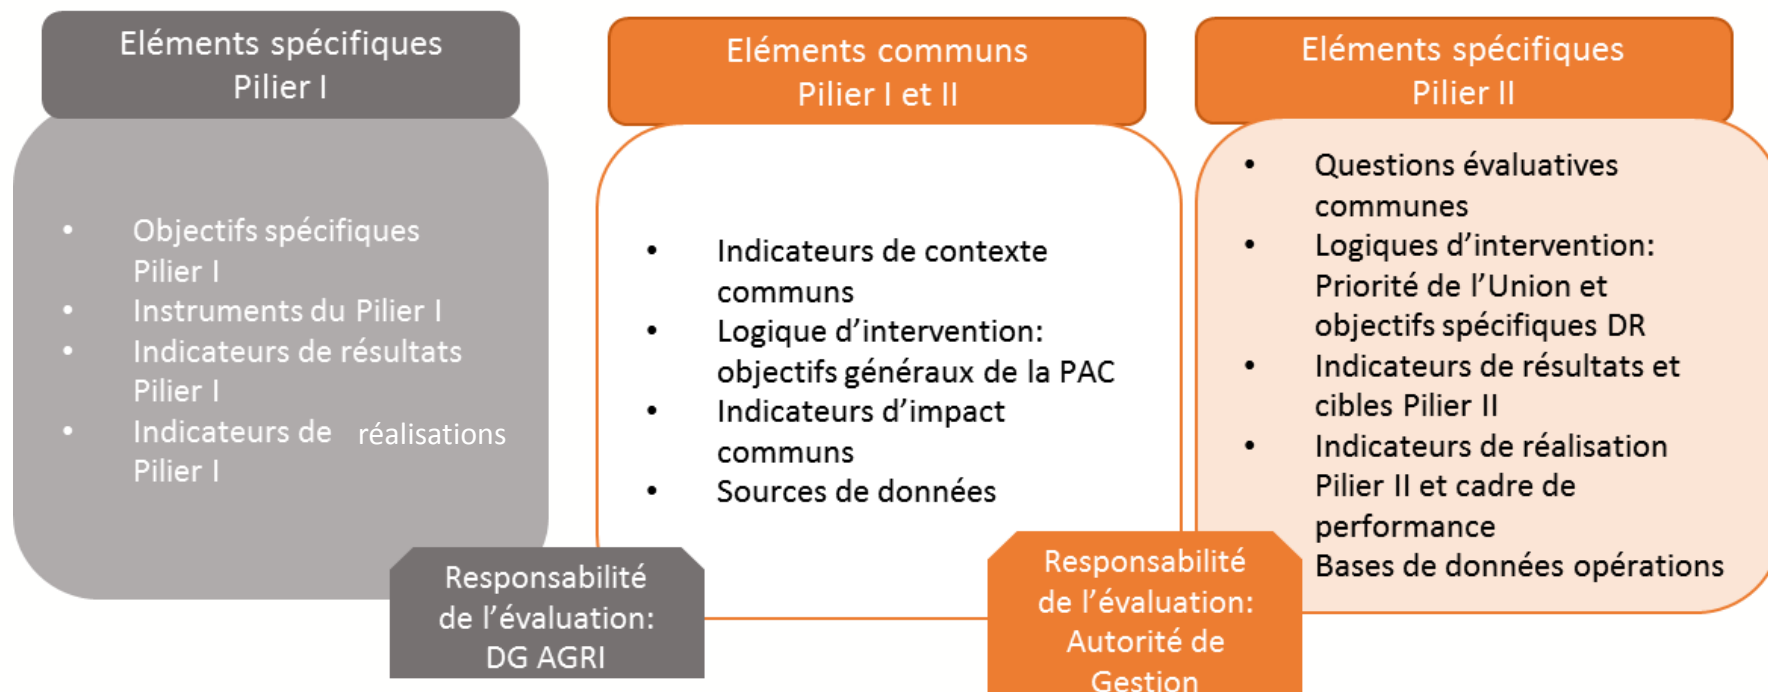 Eléments spécifiques
Pilier I
• Objectifs spécifiques
Pilier I
• Instruments du Pilier I
• Indicateurs de résultats
Pilier I
• Indicateurs de réalisations
Pilier I
Responsabilité
de l’évaluation:
DG AGRI
Eléments communs
Pilier I et II
• Indicateurs de contexte
communs
• Logique d’intervention:
objectifs généraux de la PAC
• Indicateurs d’impact
communs
• Sources de données
Responsabilité
de l’évaluation:
Autorité de
Gestion
Eléments spécifiques
Pilier II
• Questions évaluatives
communes
• Logiques d’intervention:
Priorité de l’Union et
objectifs spécifiques DR
• Indicateurs de résultats et
cibles Pilier II
• Indicateurs de réalisation
Pilier II et cadre de
performance
Bases de données opérations